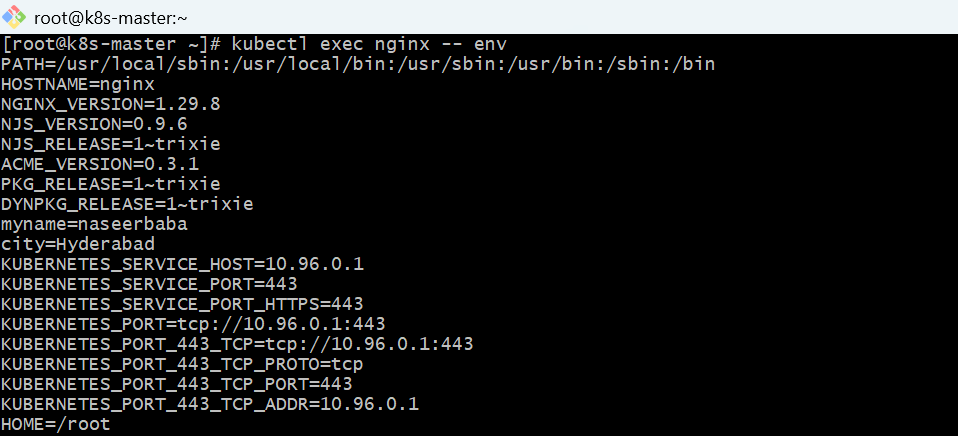 root@k8s-master:~
[root@k8s-master ~]# kubectl exec nginx -- env
PATH=/usr/local/sbin:/usr/local/bin:/usr/sbin:/usr/bin:/sbin:/bin
HOSTNAME=nginx
NGINX_VERSION=1.29.8
NJS_VERSION=0.9.6
NJS_RELEASE=1~trixie
ACME_VERSION=0.3.1
PKG_RELEASE=1~trixie
DYNPKG_RELEASE=1~trixie
myname=naseerbaba
city=Hyderabad
KUBERNETES_SERVICE_HOST=10.96.0.1
KUBERNETES_SERVICE_PORT=443
KUBERNETES_SERVICE_PORT_HTTPS=443
KUBERNETES_PORT=tcp://10.96.0.1:443
KUBERNETES_PORT_443_TCP=tcp://10.96.0.1:443
KUBERNETES_PORT_443_TCP_PROTO=tcp
KUBERNETES_PORT_443_TCP_PORT=443
KUBERNETES_PORT_443_TCP_ADDR=10.96.0.1
HOME=/root